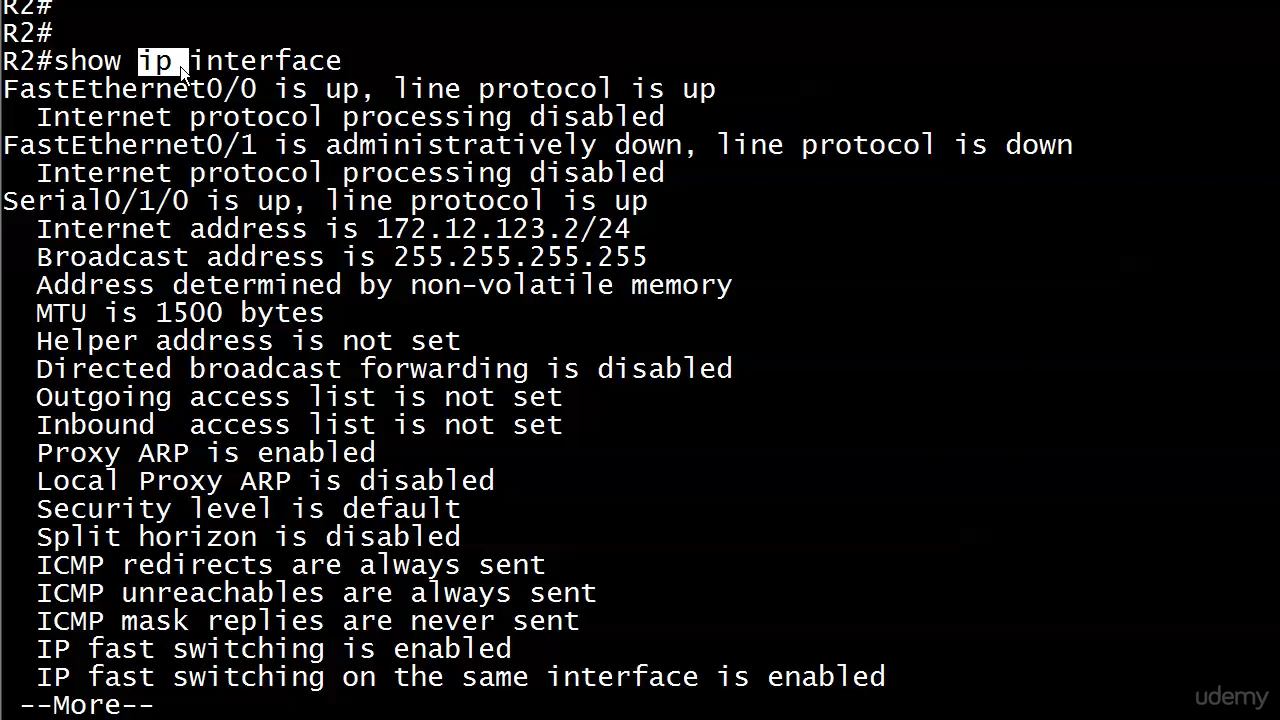 R2#
R2#
R2#show ip interface
FastEthernet0/0 is up, line protocol is up
  Internet protocol processing disabled
FastEthernet0/1 is administratively down, line protocol is down
  Internet protocol processing disabled
Serial0/1/0 is up, line protocol is up
  Internet address is 172.12.123.2/24
  Broadcast address is 255.255.255.255
  Address determined by non-volatile memory
  MTU is 1500 bytes
  Helper address is not set
  Directed broadcast forwarding is disabled
  Outgoing access list is not set
  Inbound  access list is not set
  Proxy ARP is enabled
  Local Proxy ARP is disabled
  Security level is default
  Split horizon is disabled
  ICMP redirects are always sent
  ICMP unreachables are always sent
  ICMP mask replies are never sent
  IP fast switching is enabled
  IP fast switching on the same interface is enabled
 --More--
udemy